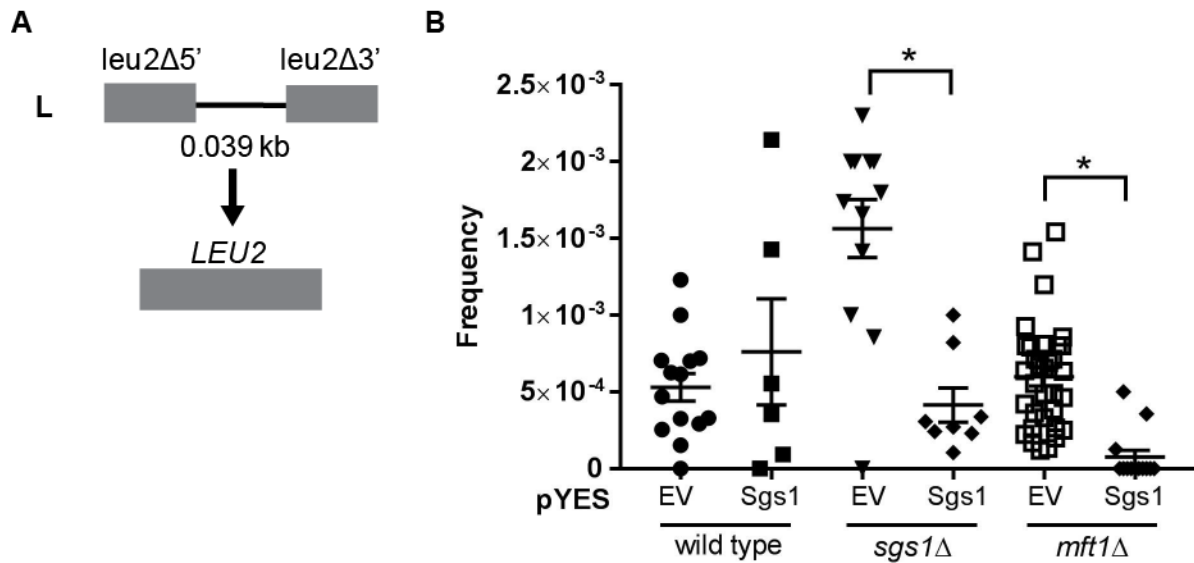 A
leu2Δ5’ leu2Δ3’
L
0.039 kb
LEU2
B
Frequency
2.5×10⁻³
2×10⁻³
1.5×10⁻³
1×10⁻³
5×10⁻⁴
0
* *
pYES EV Sgs1 EV Sgs1 EV Sgs1
wild type sgs1Δ mft1Δ